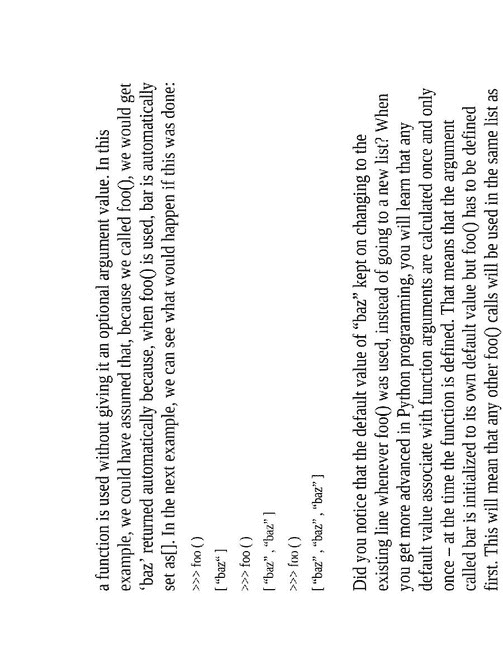 a function is used without giving it an optional argument value. In this
example, we could have assumed that, because we called foo(), we would get
‘baz’ returned automatically because, when foo() is used, bar is automatically
set as[]. In the next example, we can see what would happen if this was done:
>>> foo ( )
[ “baz“ ]
>>> foo ( )
[ “baz” , “baz” ]
>>> foo ( )
[ “baz” , “baz” , “baz” ]
Did you notice that the default value of “baz” kept on changing to the
existing line whenever foo() was used, instead of going to a new list? When
you get more advanced in Python programming, you will learn that any
default value associate with function arguments are calculated once and only
once – at the time the function is defined. That means that the argument
called bar is initialized to its own default value but foo() has to be defined
first. This will mean that any other foo() calls will be used in the same list as